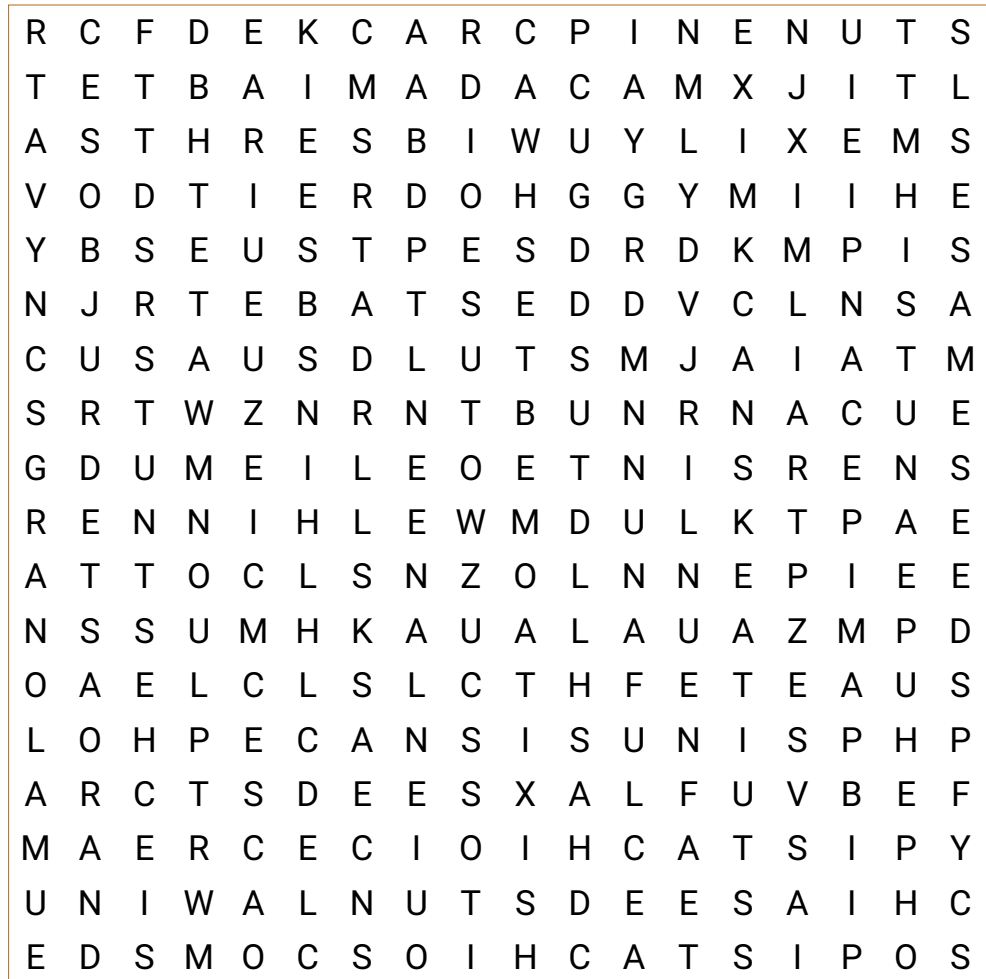 R C F D E K C A R C P I N E N U T S
T E T B A I M A D A C A M X J I T L
A S T H R E S B I W U Y L I X E M S
V O D T I E R D O H G G Y M I I H E
Y B S E U S T P E S D R D K M P I S
N J R T E B A T S E D D V C L N S A
C U S A U S D L U T S M J A I A T M
S R T W Z N R N T B U N R N A C U E
G D U M E I L E O E T N I S R E N S
R E N N I H L E W M D U L K T P A E
A T T O C L S N Z O L N N E P I E E
N S S U M H K A U A L A U A Z M P D
O A E L C L S L C T H F E T E A U S
L O H P E C A N S I S U N I S P H P
A R C T S D E E S X A L F U V B E F
M A E R C E C I O I H C A T S I P Y
U N I W A L N U T S D E E S A I H C
E D S M O C S O I H C A T S I P O S